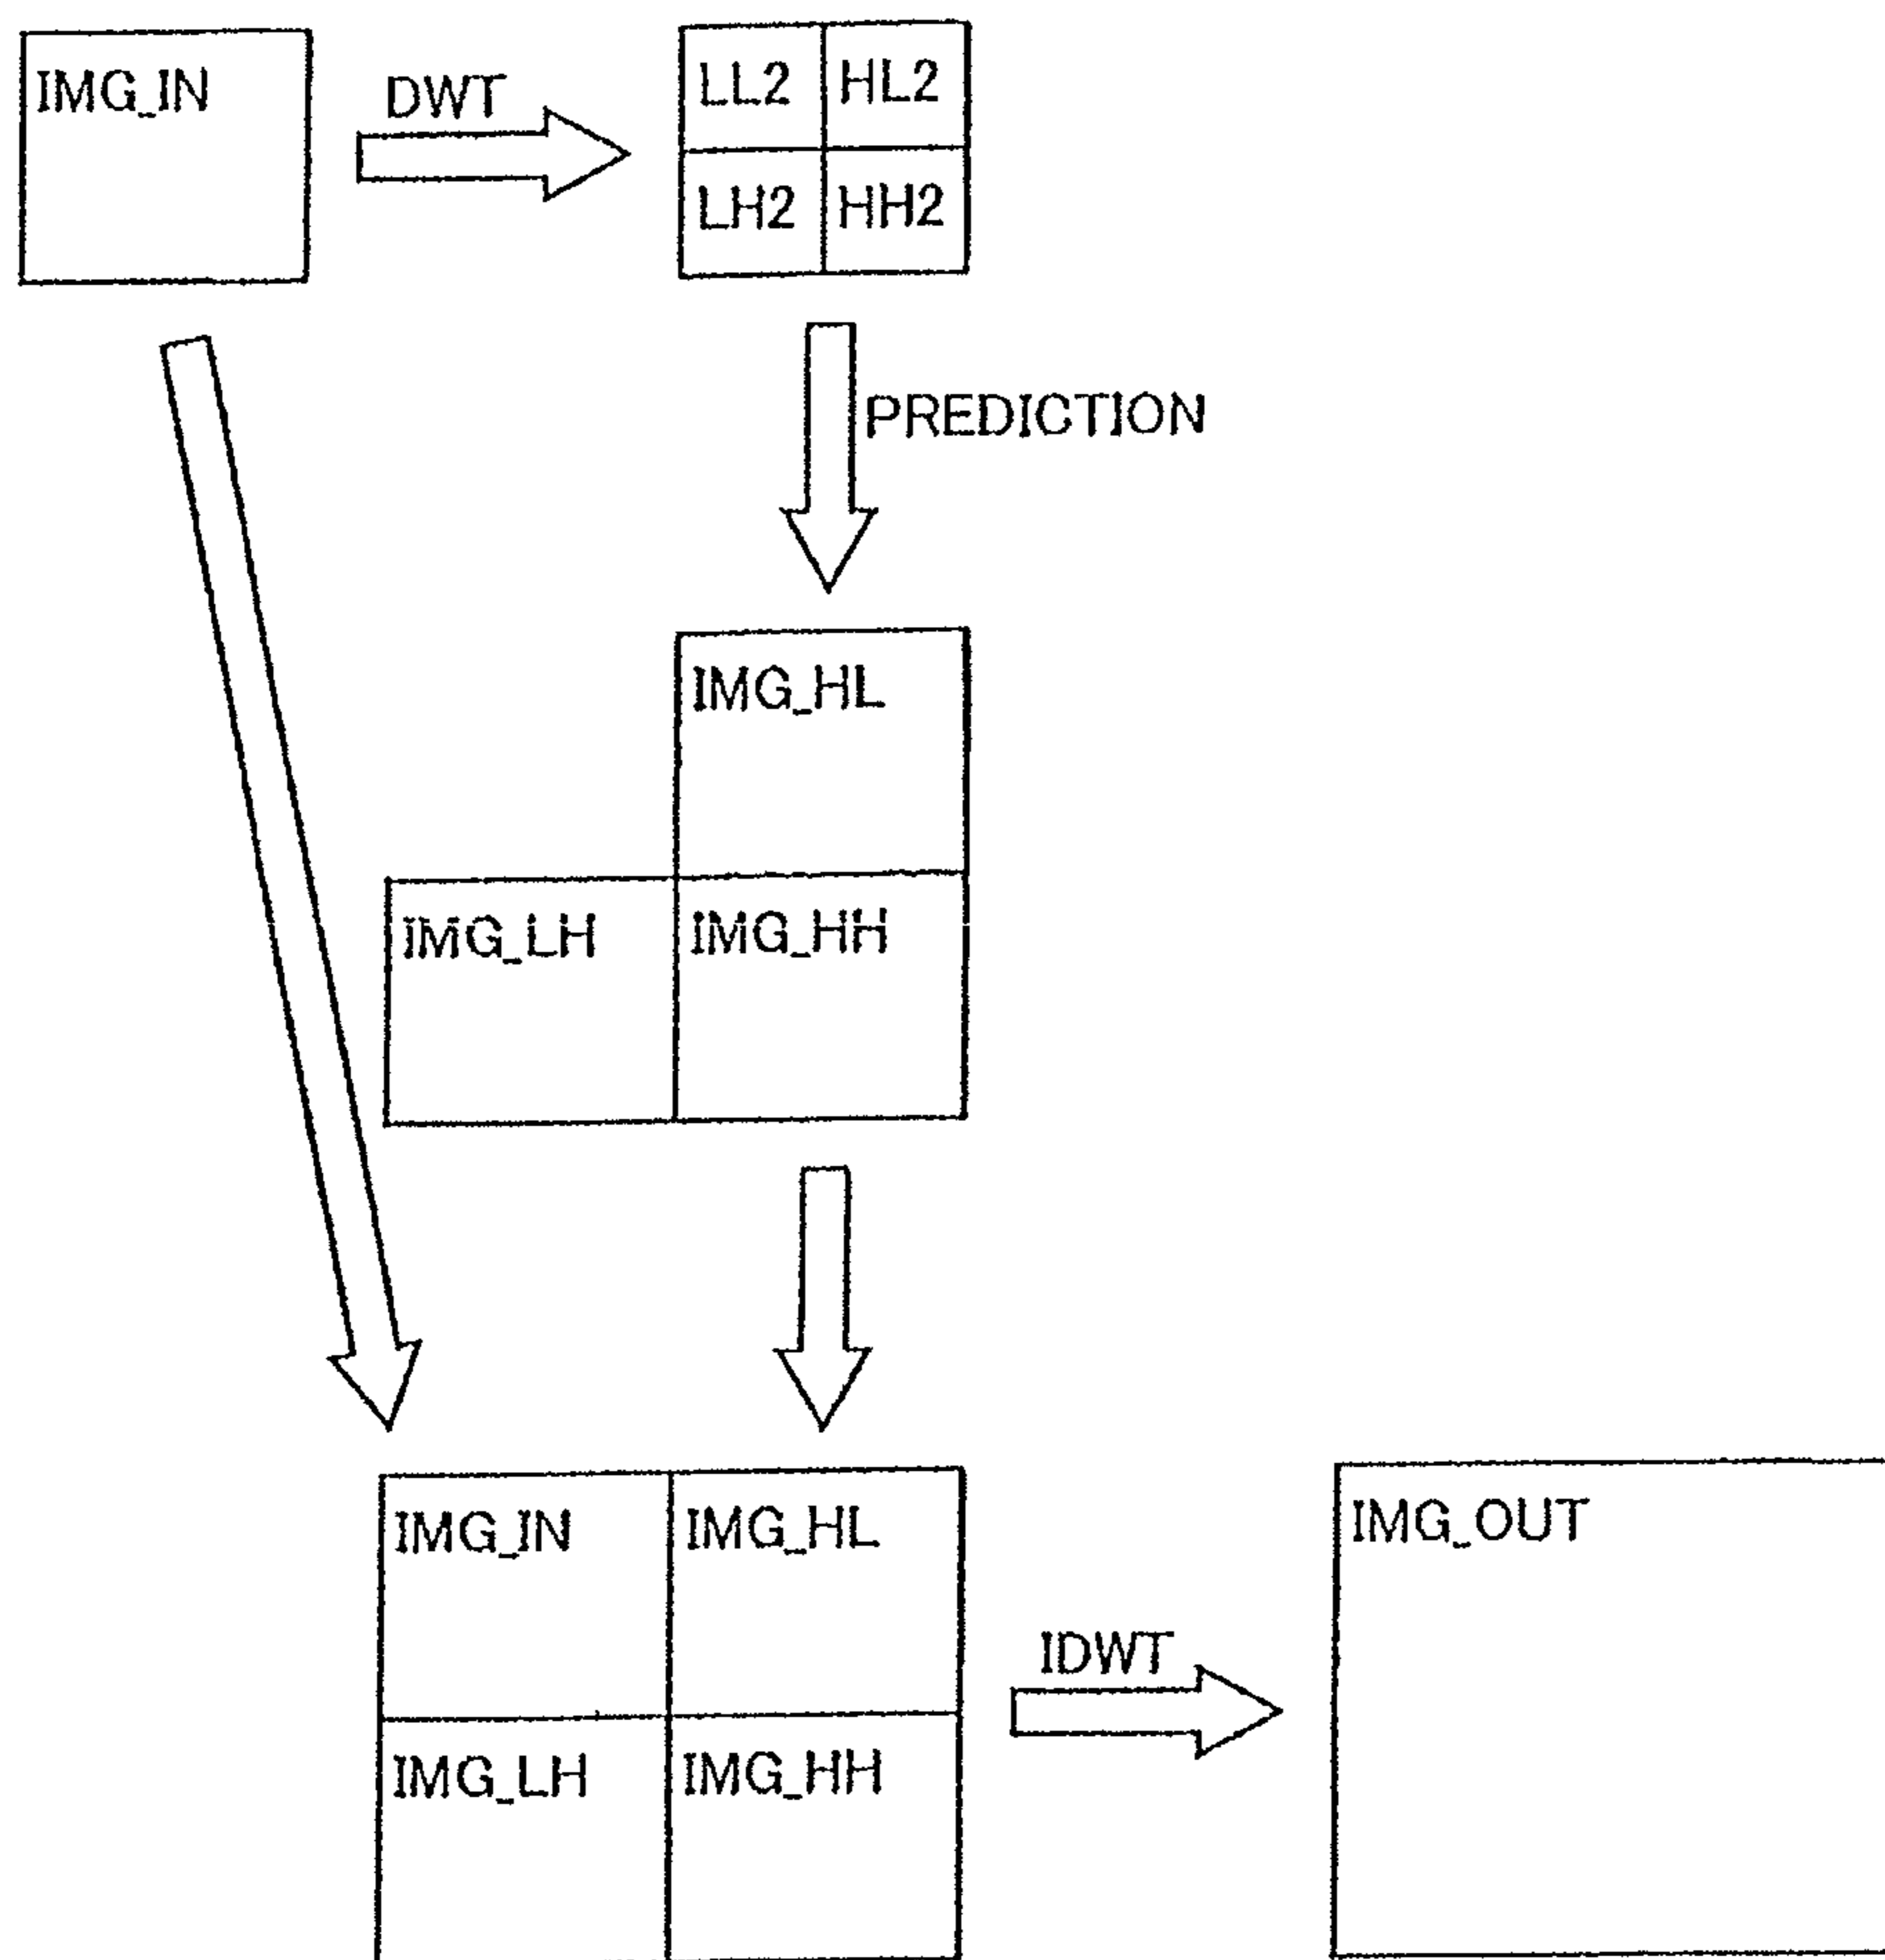 IMG_IN
DWT
LL2 HL2
LH2 HH2
PREDICTION
IMG_HL
IMG_LH IMG_HH
IMG_IN IMG_HL
IMG_OUT
IDWT
IMG_LH IMG_HH